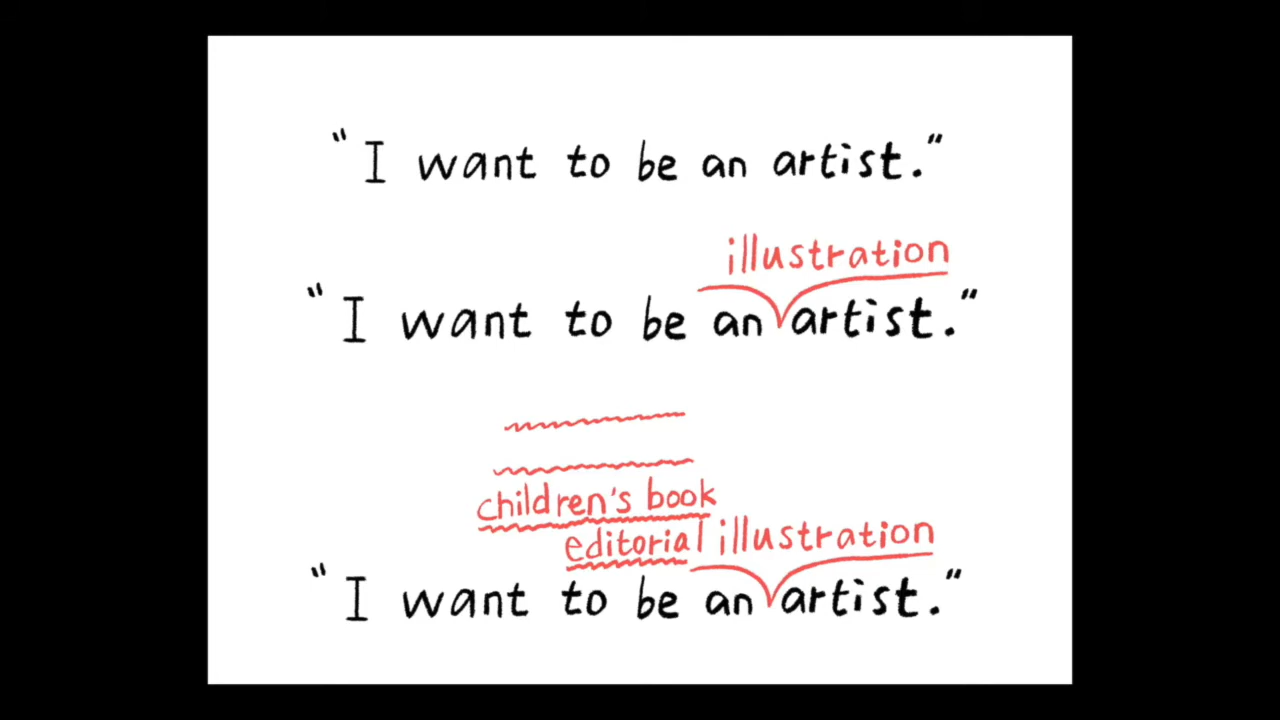 "I want to be an artist."
illustration
"I want to be an artist."
children's book
editorial illustration
"I want to be an artist."